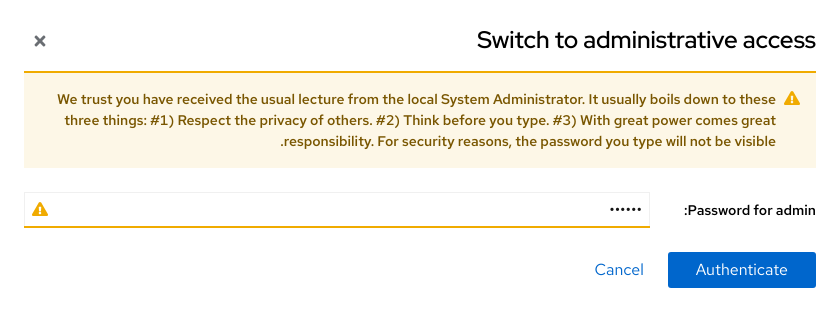 Switch to administrative access
We trust you have received the usual lecture from the local System Administrator. It usually boils down to these
three things: #1) Respect the privacy of others. #2) Think before you type. #3) With great power comes great
.responsibility. For security reasons, the password you type will not be visible
:Password for admin
••••••
Authenticate
Cancel